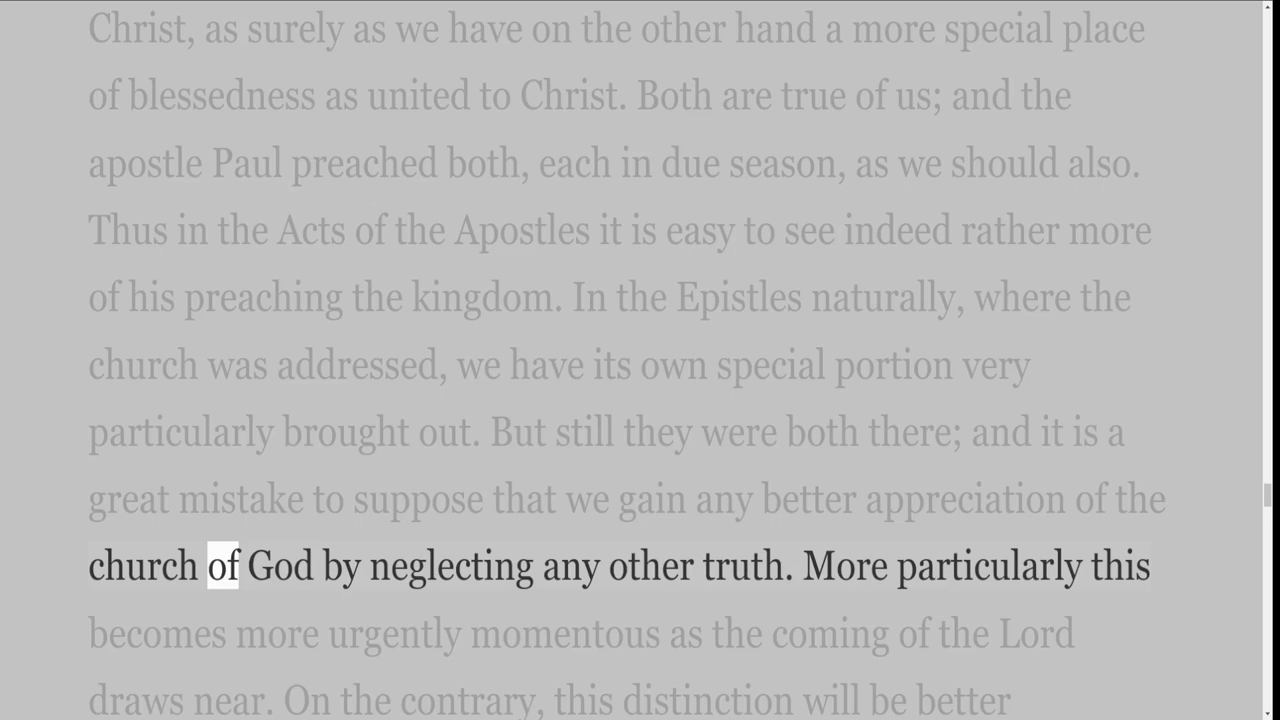 Christ, as surely as we have on the other hand a more special place
of blessedness as united to Christ. Both are true of us; and the
apostle Paul preached both, each in due season, as we should also.
Thus in the Acts of the Apostles it is easy to see indeed rather more
of his preaching the kingdom. In the Epistles naturally, where the
church was addressed, we have its own special portion very
particularly brought out. But still they were both there; and it is a
great mistake to suppose that we gain any better appreciation of the
church of God by neglecting any other truth. More particularly this
becomes more urgently momentous as the coming of the Lord
draws near. On the contrary, this distinction will be better